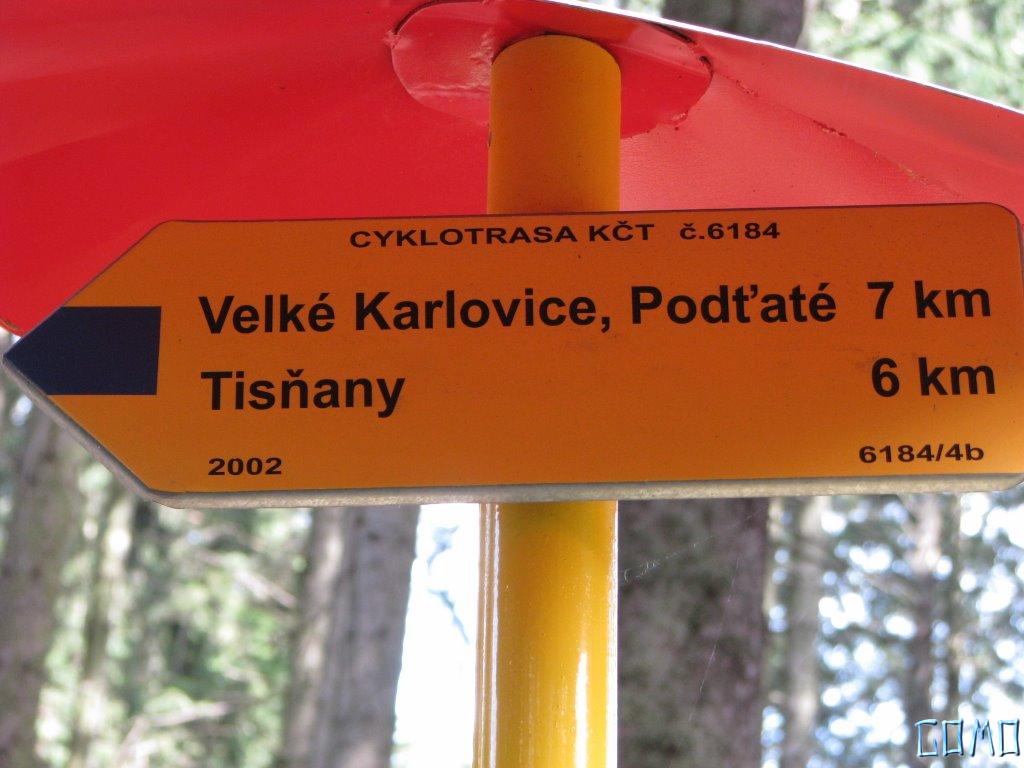 CYKLOTRASA KČT č.6184
Velké Karlovice, Podťaté 7 km
Tisňany 6 km
2002 6184/4b
COMO